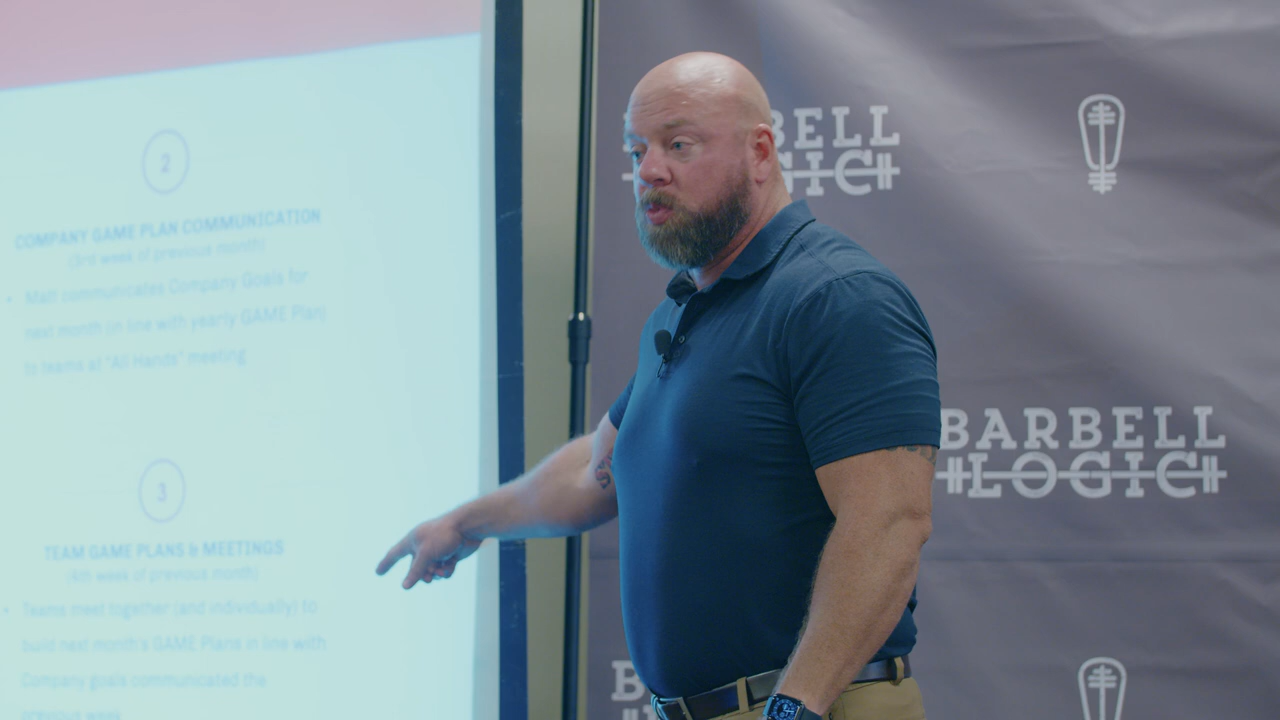 2
COMPANY GAME PLAN COMMUNICATION
(3rd week of previous month)
• Matt communicates Company Goals for
next month (in line with yearly GAME Plan)
to teams at "All Hands" meeting
3
TEAM GAME PLANS & MEETINGS
(4th week of previous month)
• Teams meet together (and individually) to
build next month's GAME Plans in line with
Company goals communicated the
week
BELL
GIC
BARBELL
LOGIC
B